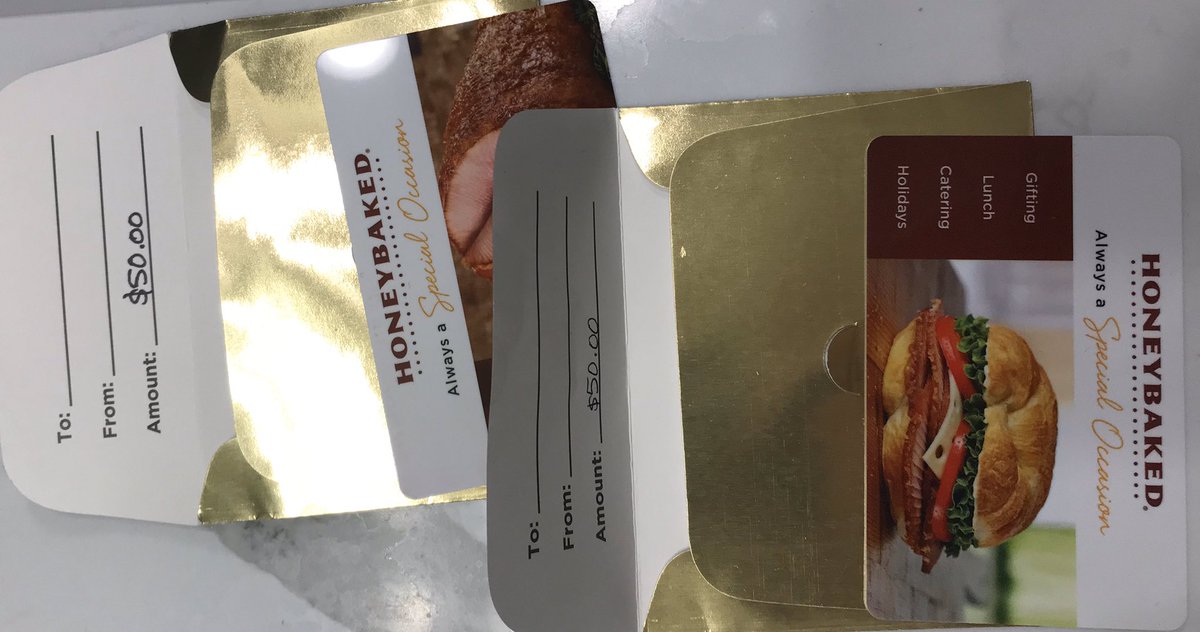 To:
From:
Amount: $50.00
HONEYBAKED.
Always a Special Occasion
To:
From:
Amount: $50.00
Gifting
Lunch
Catering
Holidays
HONEYBAKED.
Always a Special Occasion